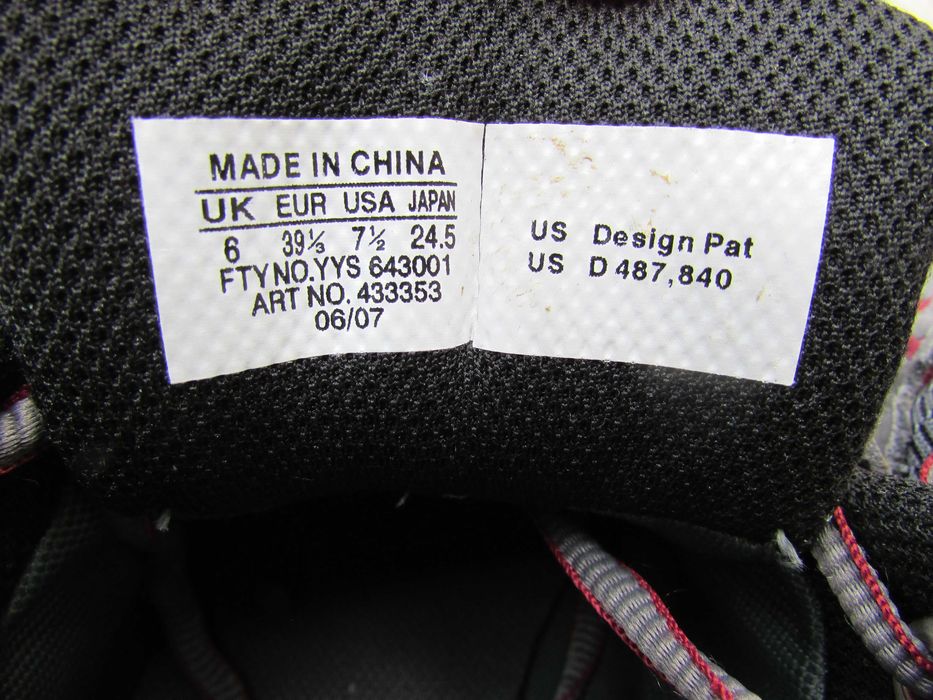 MADE IN CHINA
UK EUR USA JAPAN
6 39⅓ 7½ 24.5
FTY NO. YYS 643001
ART NO. 433353
06/07
US Design Pat
US D 487,840